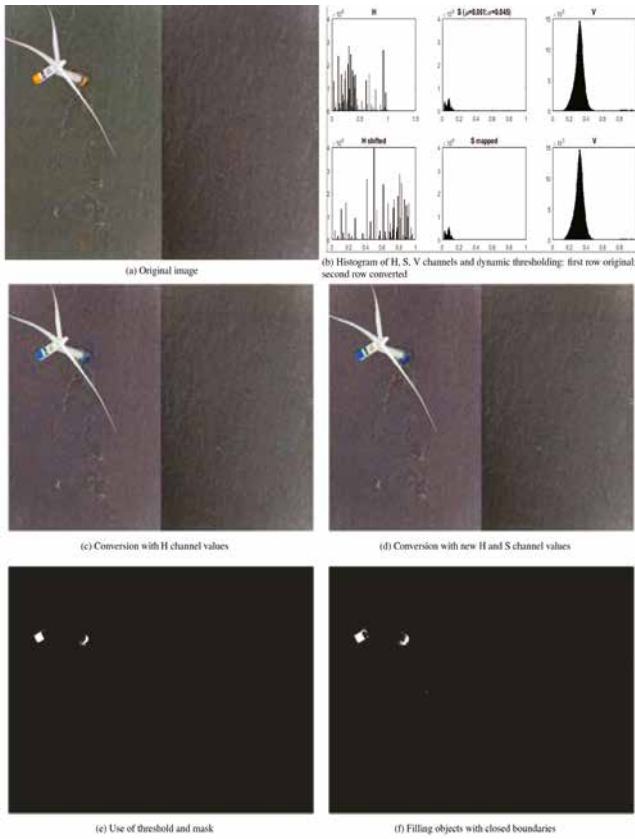 H
S (μ=0.061;σ=0.045)
V
H shifted
S mapped
V
(a) Original image
(b) Histogram of H, S, V channels and dynamic thresholding: first row original;
second row converted
(c) Conversion with H channel values
(d) Conversion with new H and S channel values
(e) Use of threshold and mask
(f) Filling objects with closed boundaries